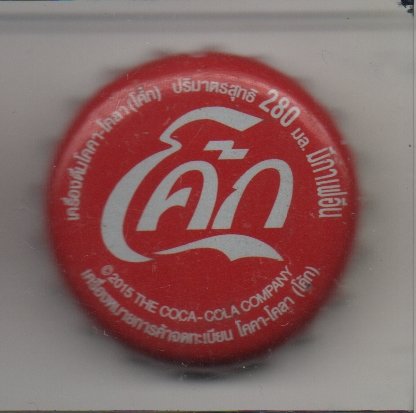 เครื่องดื่มโคคา-โคลา (โค้ก) ปริมาตรสุทธิ 280 มล. มีกาเฟอีน
โค้ก
©2015 THE COCA-COLA COMPANY
เครื่องหมายการค้าจดทะเบียน โคคา-โคลา (โค้ก)